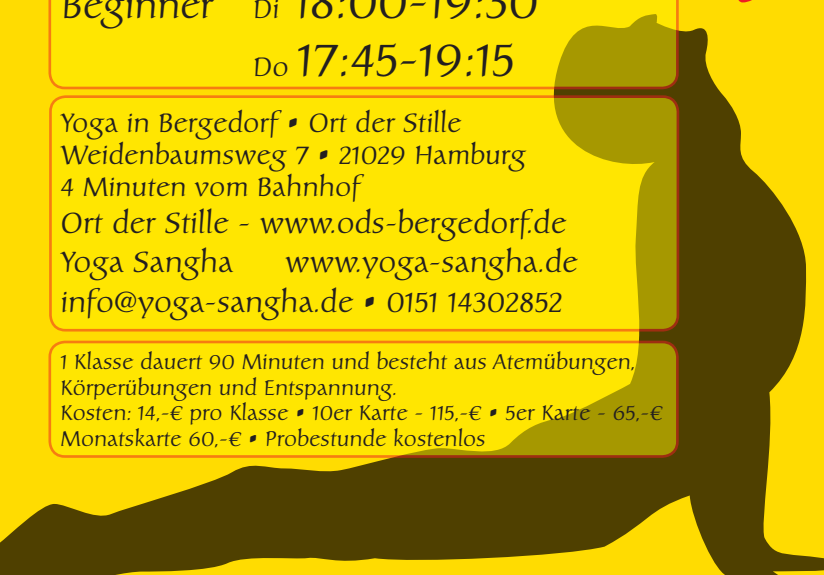 Beginner Di 18:00-19:30
Do 17:45-19:15
Yoga in Bergedorf • Ort der Stille
Weidenbaumsweg 7 • 21029 Hamburg
4 Minuten vom Bahnhof
Ort der Stille - www.ods-bergedorf.de
Yoga Sangha www.yoga-sangha.de
info@yoga-sangha.de • 0151 14302852
1 Klasse dauert 90 Minuten und besteht aus Atemübungen,
Körperübungen und Entspannung.
Kosten: 14,-€ pro Klasse • 10er Karte - 115,-€ • 5er Karte - 65,-€
Monatskarte 60,-€ • Probestunde kostenlos